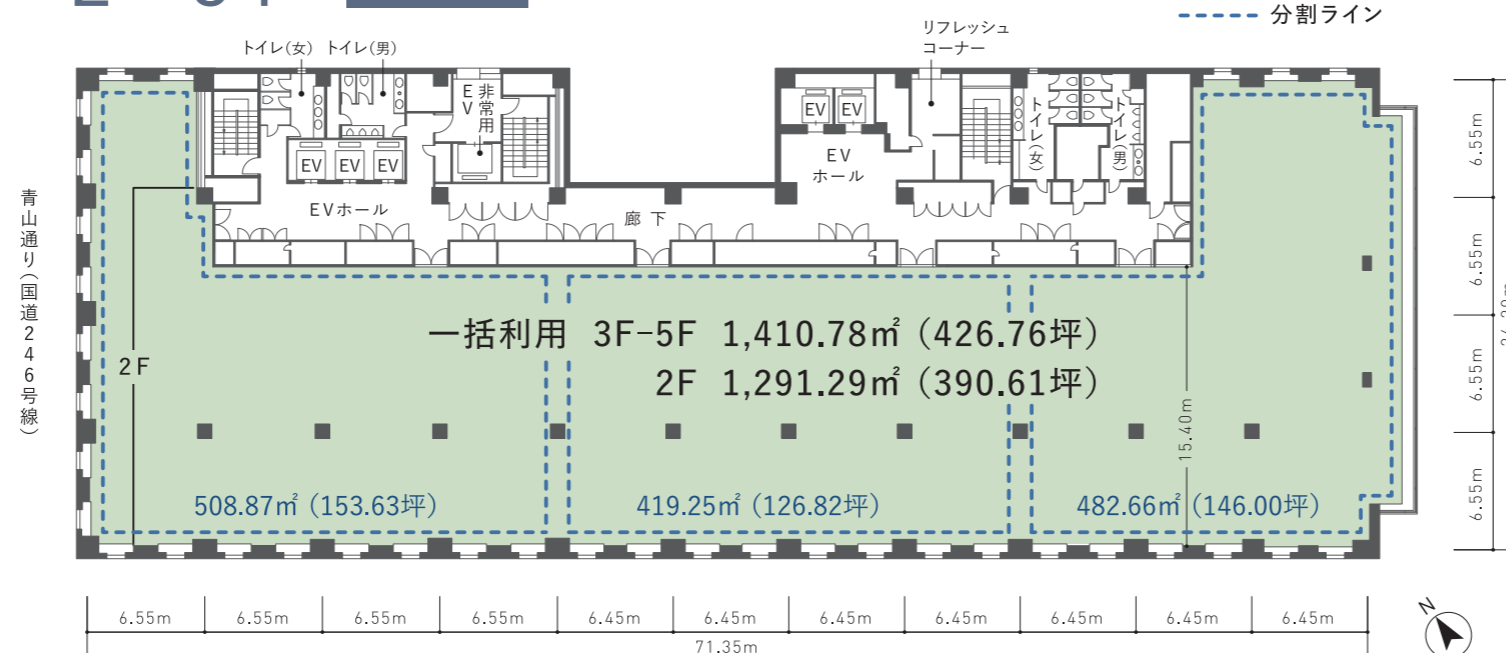 分割ライン
リフレッシュ
コーナー
トイレ(女) トイレ(男)
非常用
EV
EV EV
トイレ(女)
トイレ(男)
EV EV EV
EV
ホール
EVホール
廊下
青山通り(国道246号線)
2F
一括利用 3F-5F 1,410.78㎡(426.76坪)
2F 1,291.29㎡(390.61坪)
15.40m
508.87㎡(153.63坪)
419.25㎡(126.82坪)
482.66㎡(146.00坪)
6.55m
6.55m
6.55m
6.55m
6.55m 6.55m 6.55m 6.55m 6.45m 6.45m 6.45m 6.45m 6.45m 6.45m 6.45m
71.35m
N